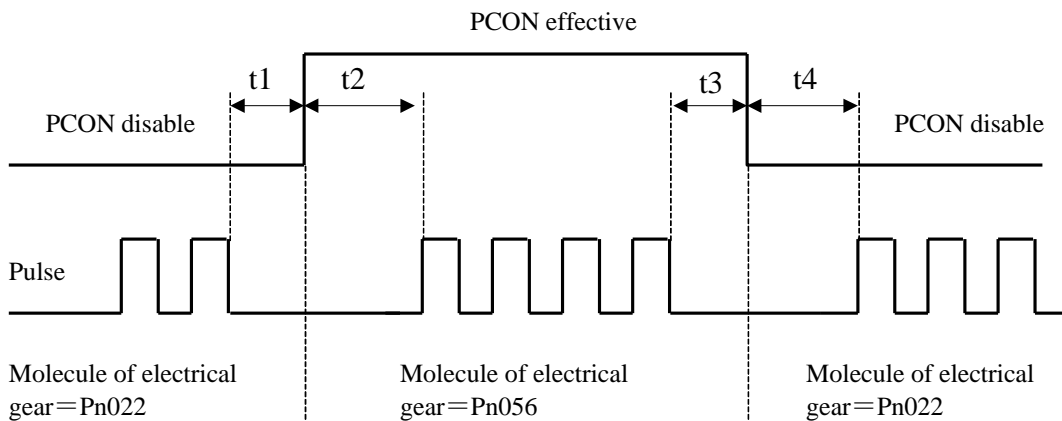 PCON effective
t1
t2
t3
t4
PCON disable
PCON disable
Pulse
Molecule of electrical
gear＝Pn022
Molecule of electrical
gear＝Pn056
Molecule of electrical
gear＝Pn022